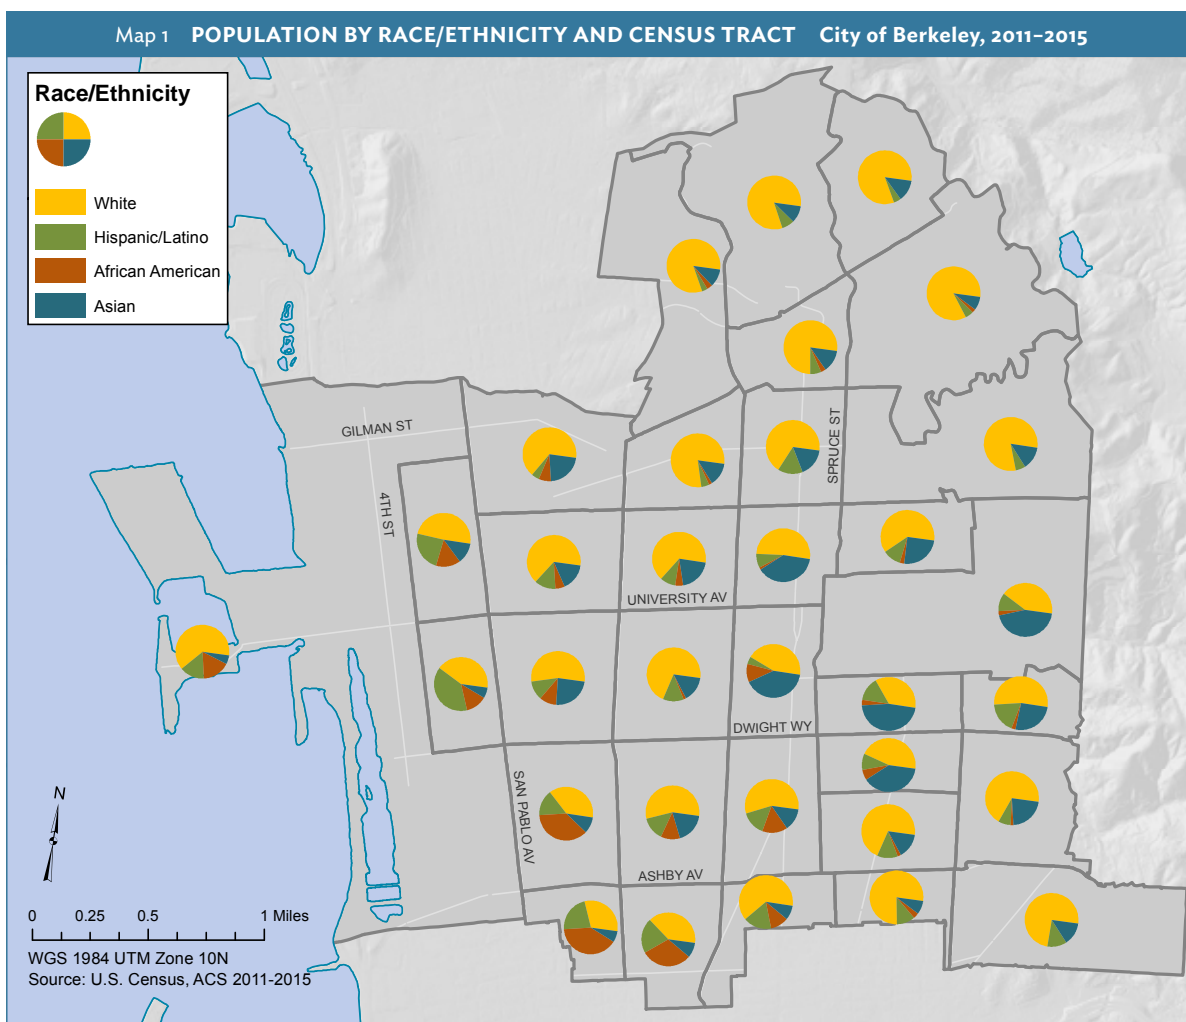 Map 1 POPULATION BY RACE/ETHNICITY AND CENSUS TRACT City of Berkeley, 2011–2015
Race/Ethnicity
White
Hispanic/Latino
African American
Asian
GILMAN ST
4TH ST
SPRUCE ST
UNIVERSITY AV
DWIGHT WY
SAN PABLO AV
ASHBY AV
N
0 0.25 0.5 1 Miles
WGS 1984 UTM Zone 10N
Source: U.S. Census, ACS 2011-2015